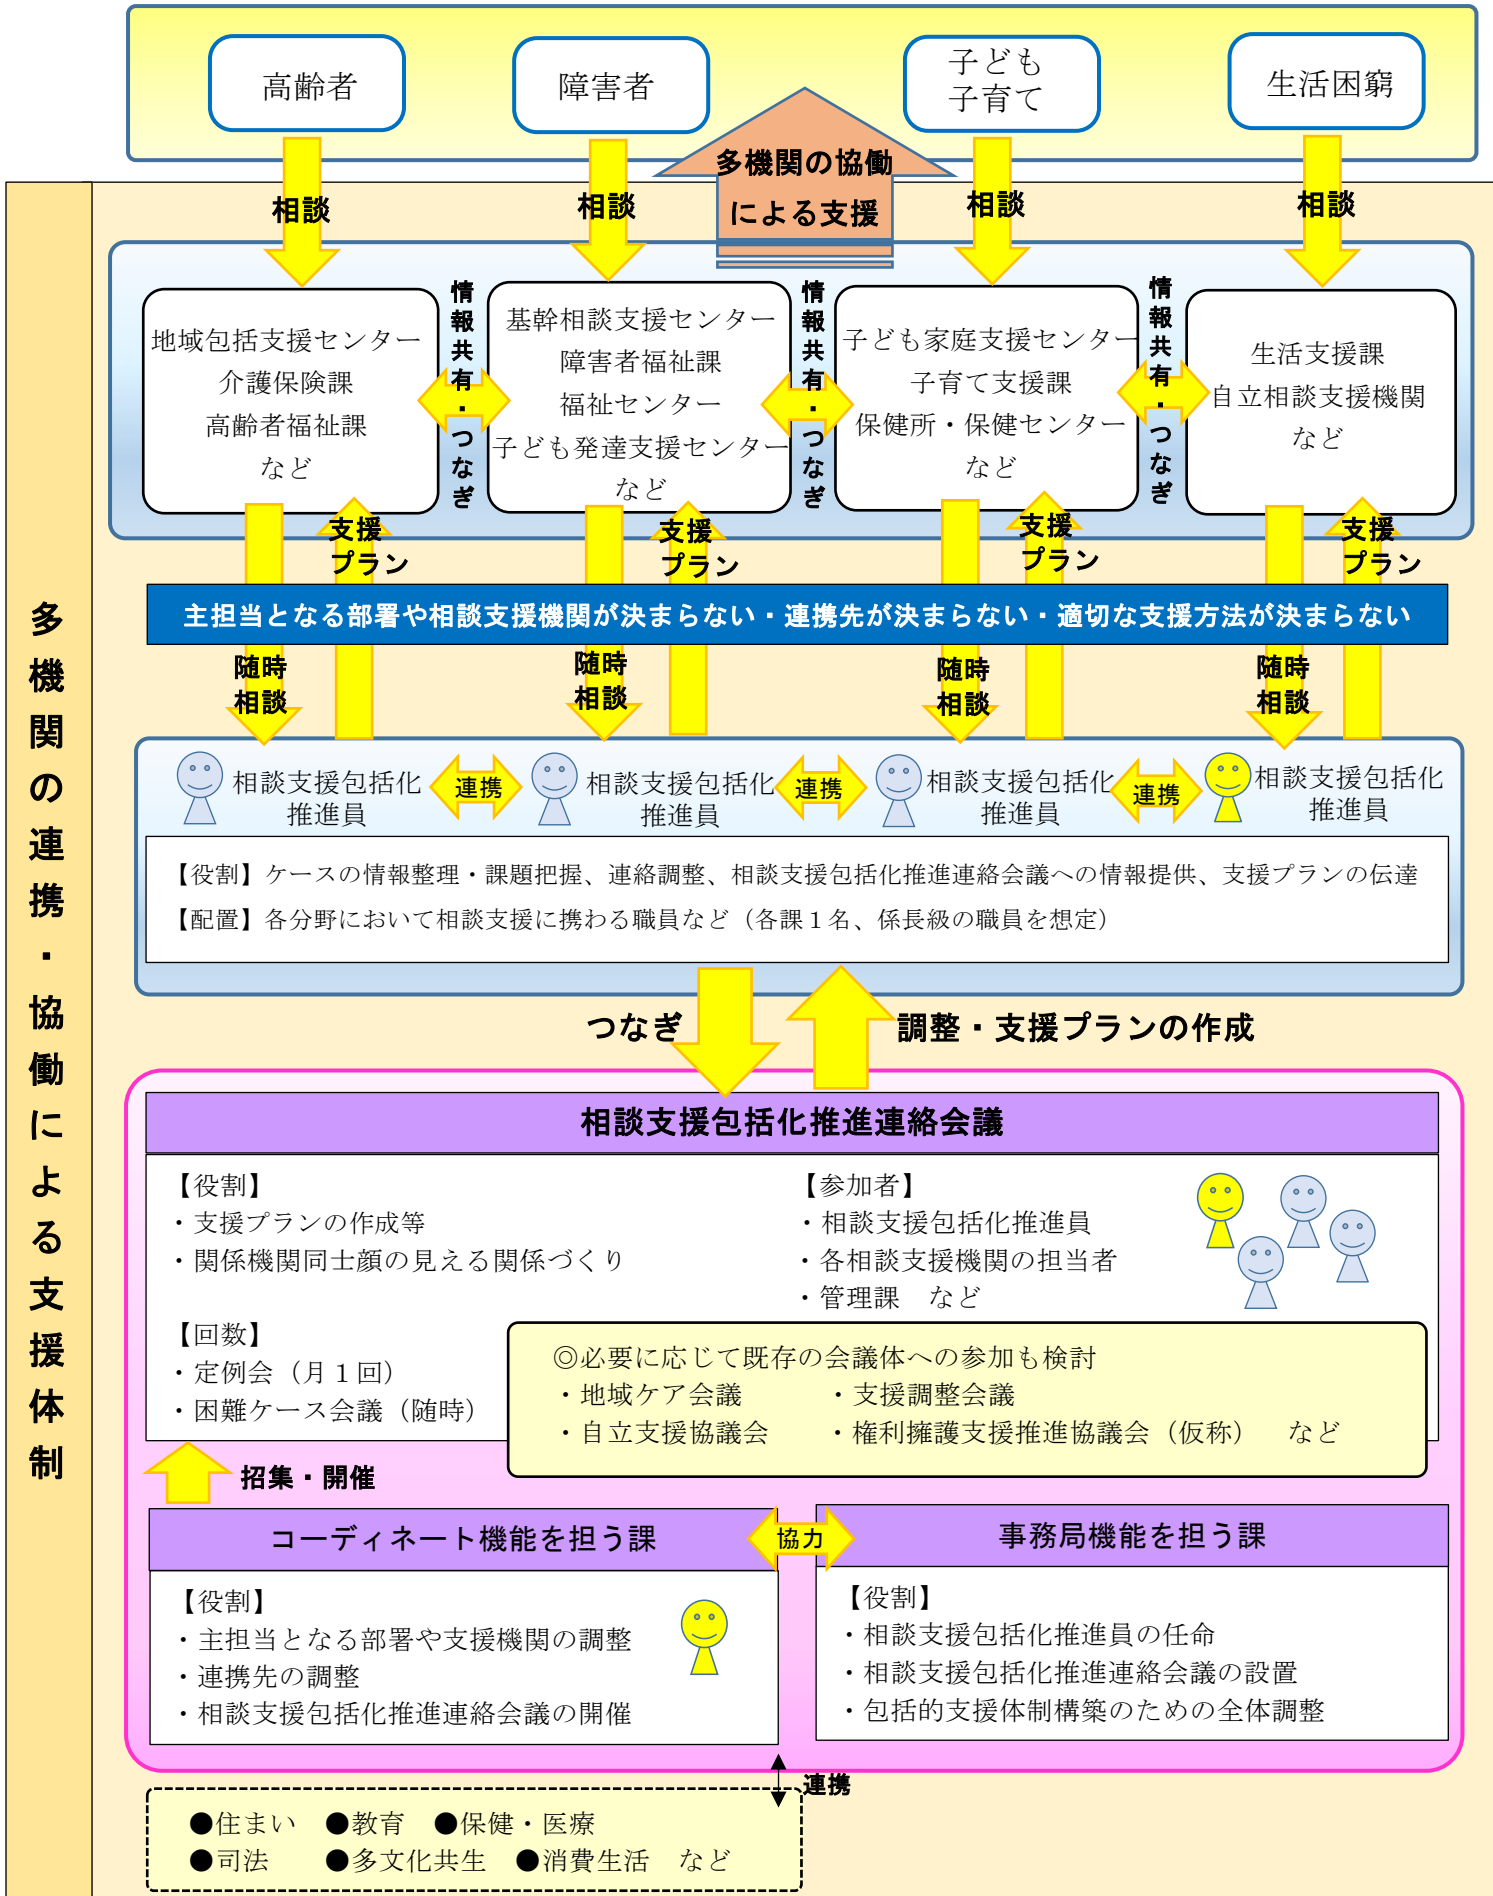 高齢者
障害者
子ども
子育て
生活困窮
多機関の協働
による支援
相談
相談
相談
相談
地域包括支援センター
介護保険課
高齢者福祉課
など
情報共有・つなぎ
基幹相談支援センター
障害者福祉課
福祉センター
子ども発達支援センター
など
情報共有・つなぎ
子ども家庭支援センター
子育て支援課
保健所・保健センター
など
情報共有・つなぎ
生活支援課
自立相談支援機関
など
支援
プラン
支援
プラン
支援
プラン
支援
プラン
主担当となる部署や相談支援機関が決まらない・連携先が決まらない・適切な支援方法が決まらない
随時
相談
随時
相談
随時
相談
随時
相談
多機関の連携・協働による支援体制
相談支援包括化
推進員
連携
相談支援包括化
推進員
連携
相談支援包括化
推進員
連携
相談支援包括化
推進員
【役割】ケースの情報整理・課題把握、連絡調整、相談支援包括化推進連絡会議への情報提供、支援プランの伝達
【配置】各分野において相談支援に携わる職員など（各課１名、係長級の職員を想定）
つなぎ
調整・支援プランの作成
相談支援包括化推進連絡会議
【役割】
・支援プランの作成等
・関係機関同士顔の見える関係づくり
【参加者】
・相談支援包括化推進員
・各相談支援機関の担当者
・管理課　など
【回数】
・定例会（月１回）
・困難ケース会議（随時）
◎必要に応じて既存の会議体への参加も検討
・地域ケア会議　　　・支援調整会議
・自立支援協議会　　・権利擁護支援推進協議会（仮称）　など
招集・開催
コーディネート機能を担う課
協力
事務局機能を担う課
【役割】
・主担当となる部署や支援機関の調整
・連携先の調整
・相談支援包括化推進連絡会議の開催
【役割】
・相談支援包括化推進員の任命
・相談支援包括化推進連絡会議の設置
・包括的支援体制構築のための全体調整
連携
●住まい　●教育　●保健・医療
●司法　　●多文化共生　●消費生活　など